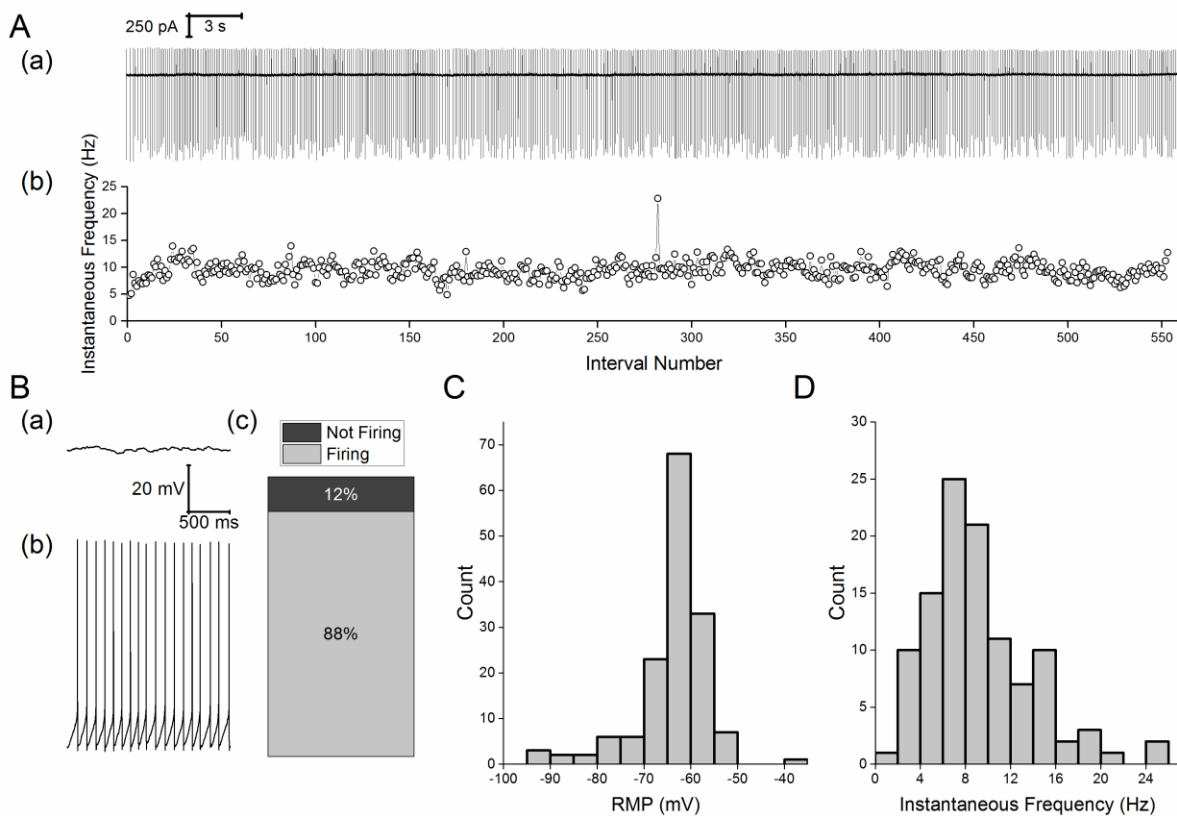 A
250 pA
3 s
(a)
(b)
Instantaneous Frequency (Hz)
25
20
15
10
5
0
0 50 100 150 200 250 300 350 400 450 500 550
Interval Number
B
(a)
20 mV
500 ms
(b)
(c)
Not Firing
Firing
12%
88%
C
Count
70
60
50
40
30
20
10
0
-100 -90 -80 -70 -60 -50 -40
RMP (mV)
D
Count
30
25
20
15
10
5
0
0 4 8 12 16 20 24
Instantaneous Frequency (Hz)